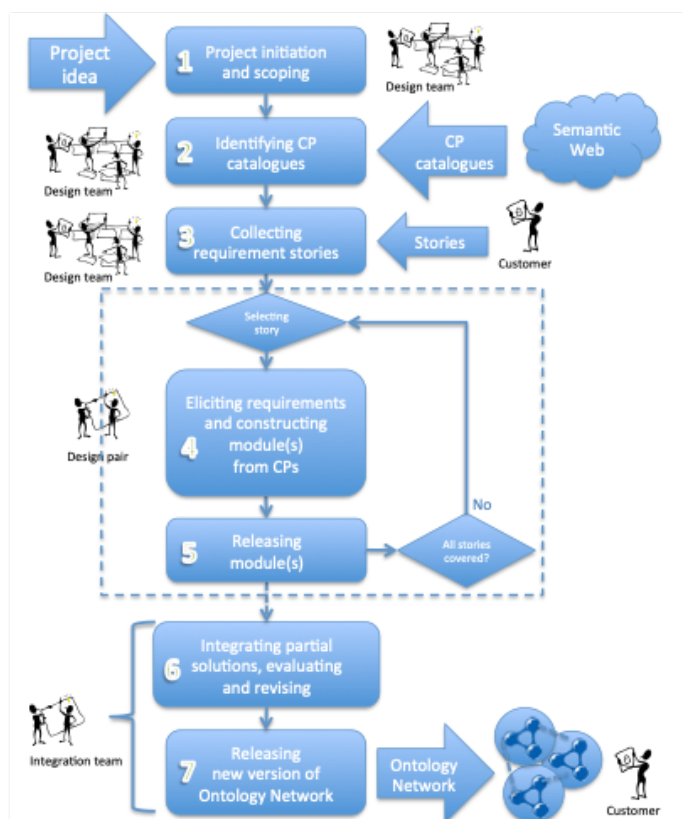 Project
idea
1
Project initiation
and scoping
Design team
2
Identifying CP
catalogues
CP
catalogues
Semantic
Web
Design team
3
Collecting
requirement stories
Stories
Customer
Design team
Selecting
story
4
Eliciting requirements
and constructing
module(s)
from CPs
Design pair
No
5
Releasing
module(s)
All stories
covered?
6
Integrating partial
solutions, evaluating
and revising
Integration team
7
Releasing
new version of
Ontology Network
Ontology
Network
Customer